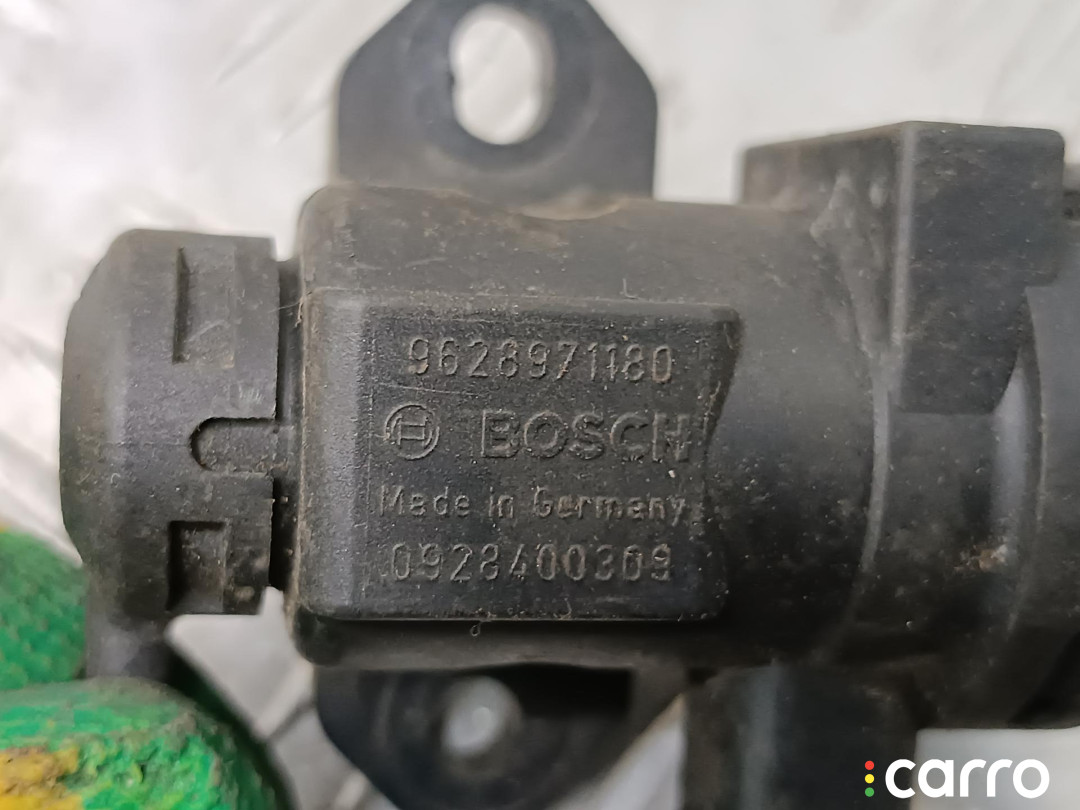 9628971180
BOSCH
Made in Germany
0928400309
carro